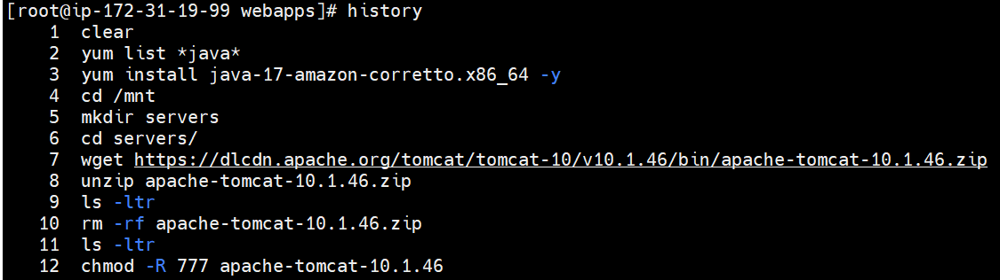 [root@ip-172-31-19-99 webapps]# history
    1  clear
    2  yum list *java*
    3  yum install java-17-amazon-corretto.x86_64 -y
    4  cd /mnt
    5  mkdir servers
    6  cd servers/
    7  wget https://dlcdn.apache.org/tomcat/tomcat-10/v10.1.46/bin/apache-tomcat-10.1.46.zip
    8  unzip apache-tomcat-10.1.46.zip
    9  ls -ltr
   10  rm -rf apache-tomcat-10.1.46.zip
   11  ls -ltr
   12  chmod -R 777 apache-tomcat-10.1.46